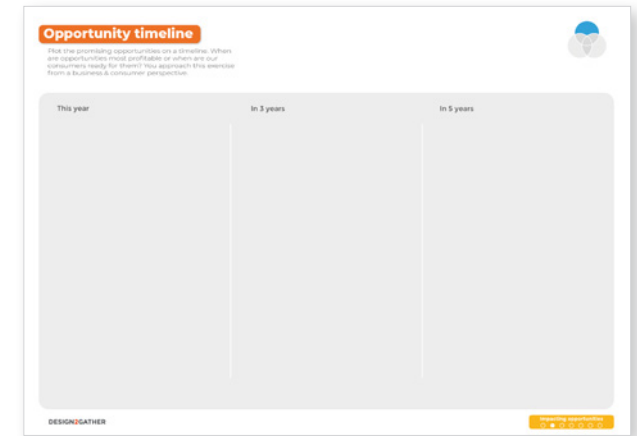 Opportunity timeline
Plot the promising opportunities on a timeline. When
are opportunities most profitable or when are our
consumers ready for them? You approach this exercise
from a business & consumer perspective.
This year
In 3 years
In 5 years
DESIGN2GATHER
Impacting opportunities